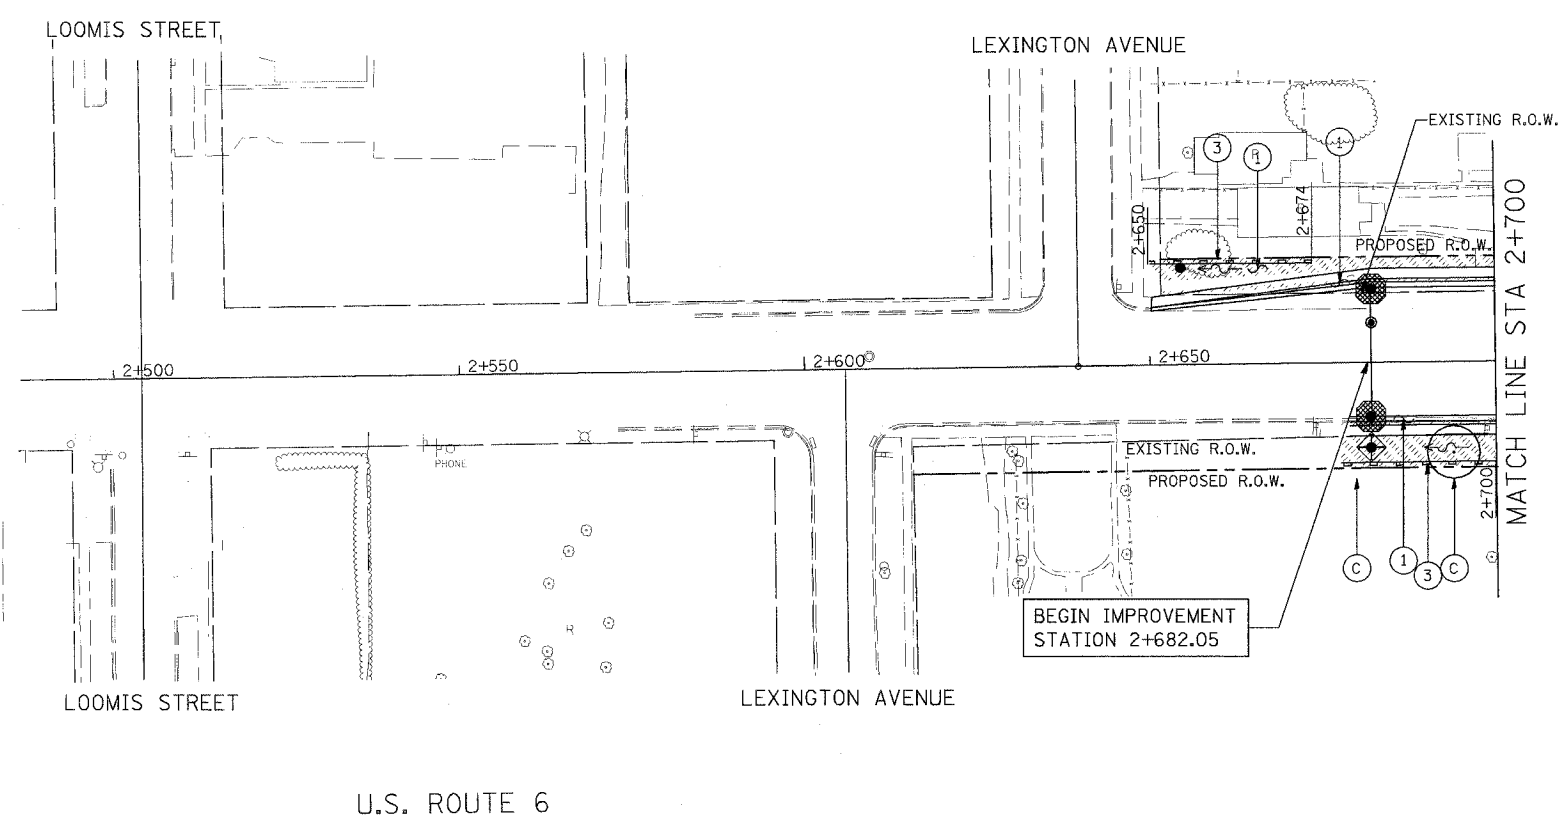 LOOMIS STREET
LEXINGTON AVENUE
EXISTING R.O.W.
3
1
2+650
2+674
PROPOSED R.O.W.
MATCH LINE STA 2+700
2+500
2+550
2+600
2+650
PHONE
EXISTING R.O.W.
PROPOSED R.O.W.
2+700
C
1
3
C
R
BEGIN IMPROVEMENT
STATION 2+682.05
LOOMIS STREET
LEXINGTON AVENUE
U.S. ROUTE 6